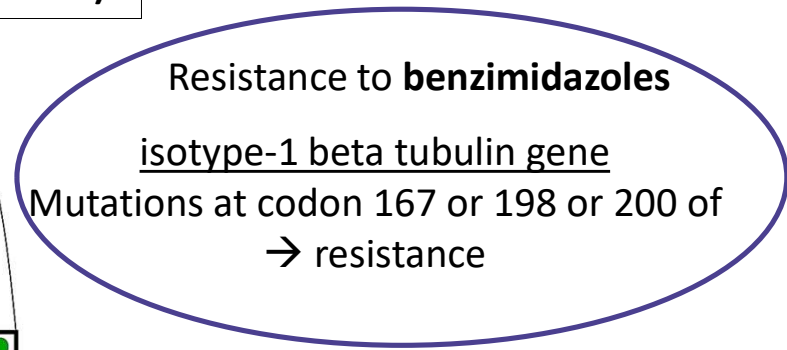 Resistance to benzimidazoles
isotype-1 beta tubulin gene
Mutations at codon 167 or 198 or 200 of
→ resistance